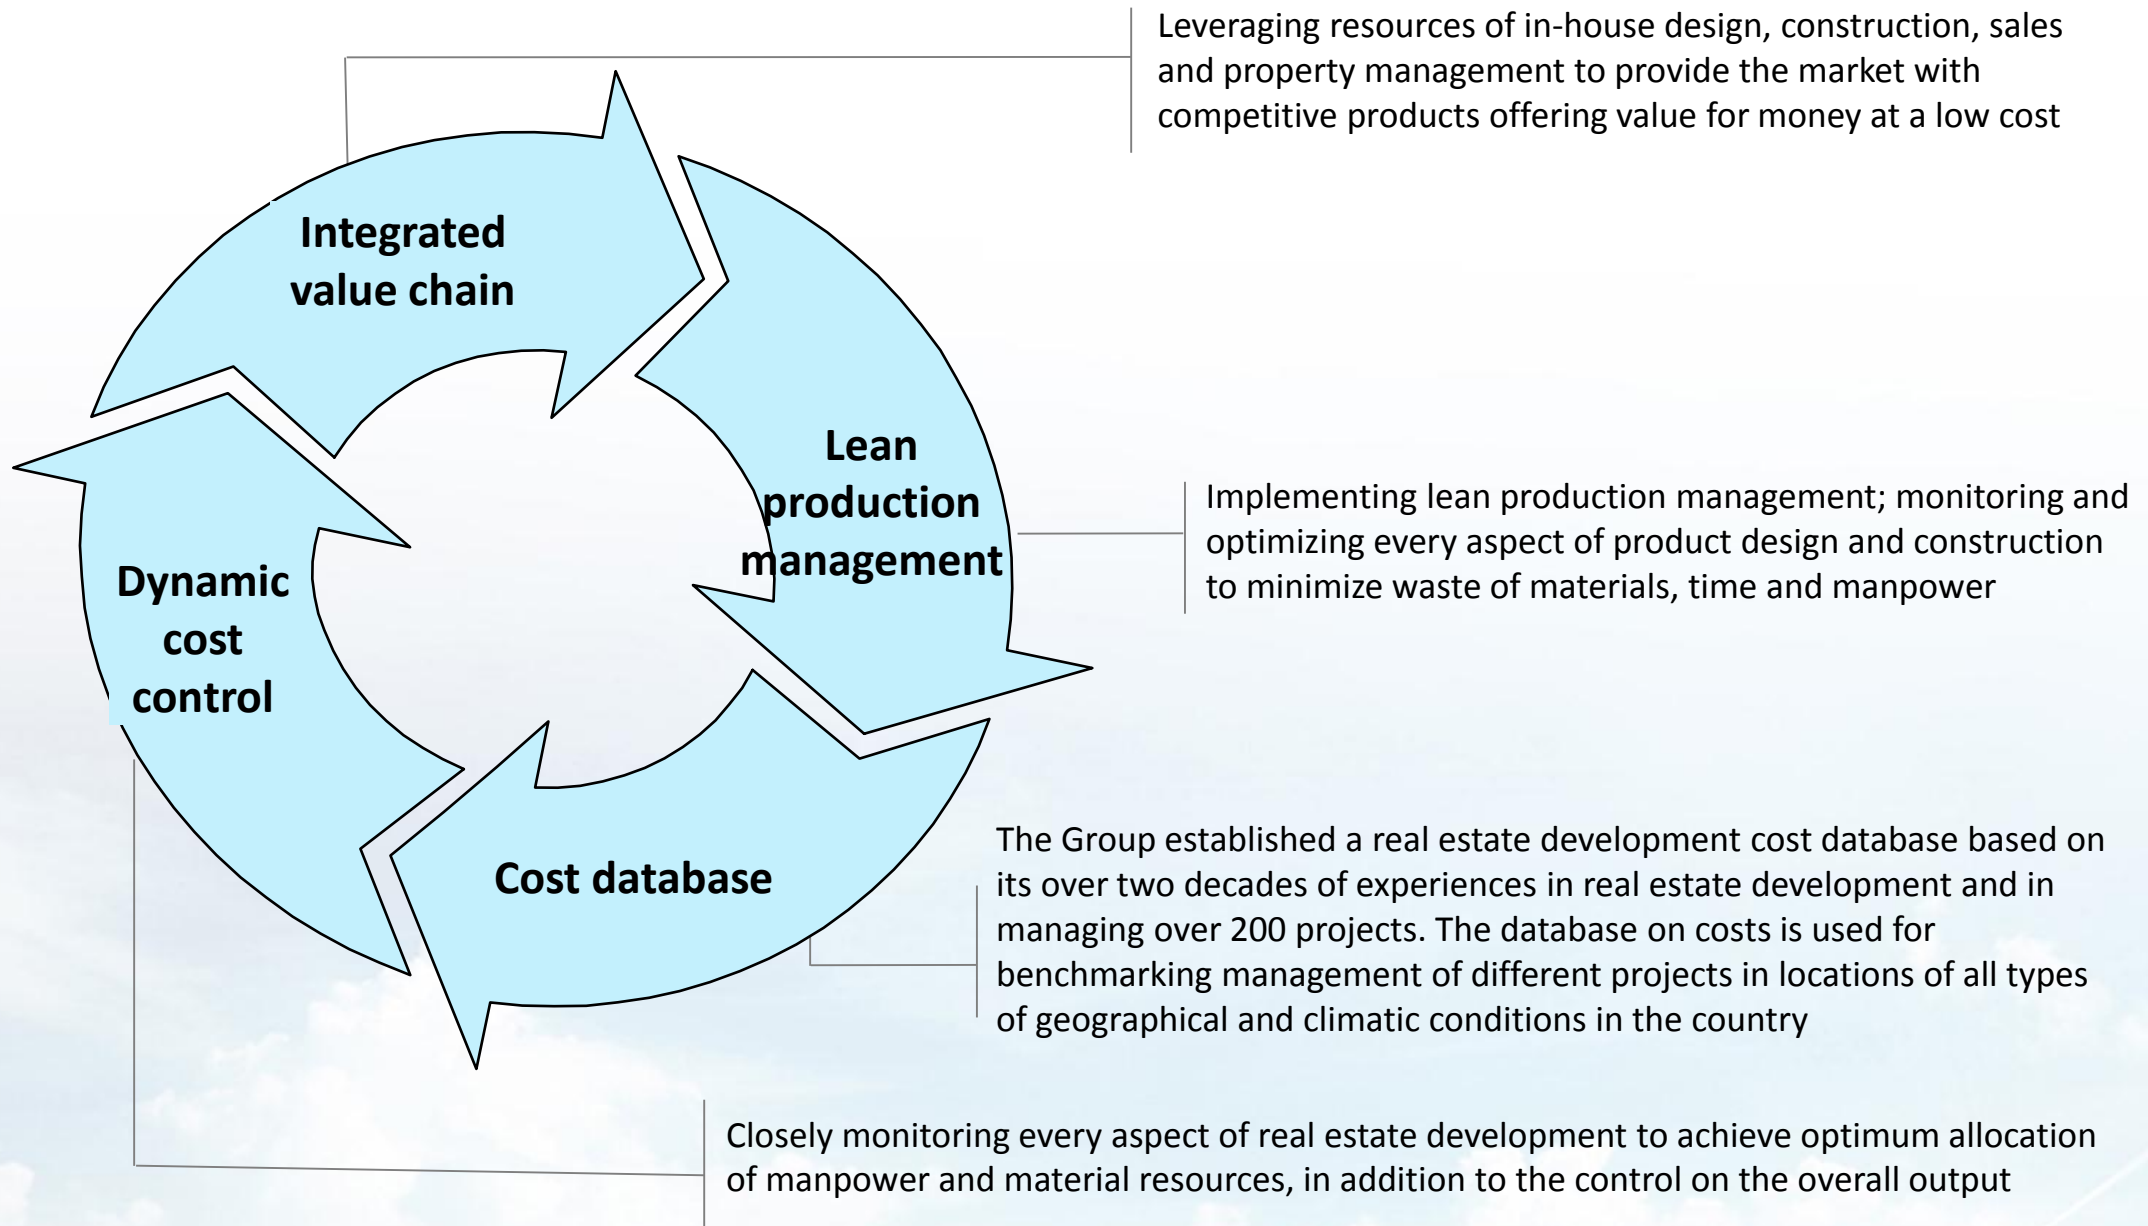 Leveraging resources of in-house design, construction, sales
and property management to provide the market with
competitive products offering value for money at a low cost
Integrated
value chain
Lean
production
management
Implementing lean production management; monitoring and
optimizing every aspect of product design and construction
to minimize waste of materials, time and manpower
Dynamic
cost
control
Cost database
The Group established a real estate development cost database based on
its over two decades of experiences in real estate development and in
managing over 200 projects. The database on costs is used for
benchmarking management of different projects in locations of all types
of geographical and climatic conditions in the country
Closely monitoring every aspect of real estate development to achieve optimum allocation
of manpower and material resources, in addition to the control on the overall output